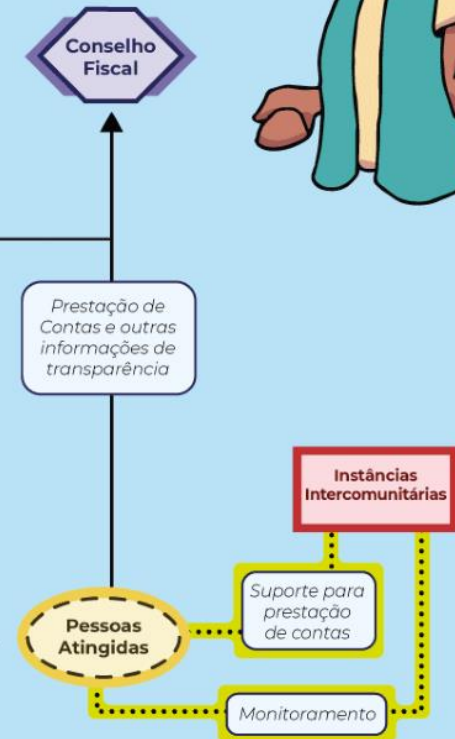 Conselho
Fiscal
Prestação de
Contas e outras
informações de
transparência
Instâncias
Intercomunitárias
Suporte para
prestação
de contas
Pessoas
Atingidas
Monitoramento